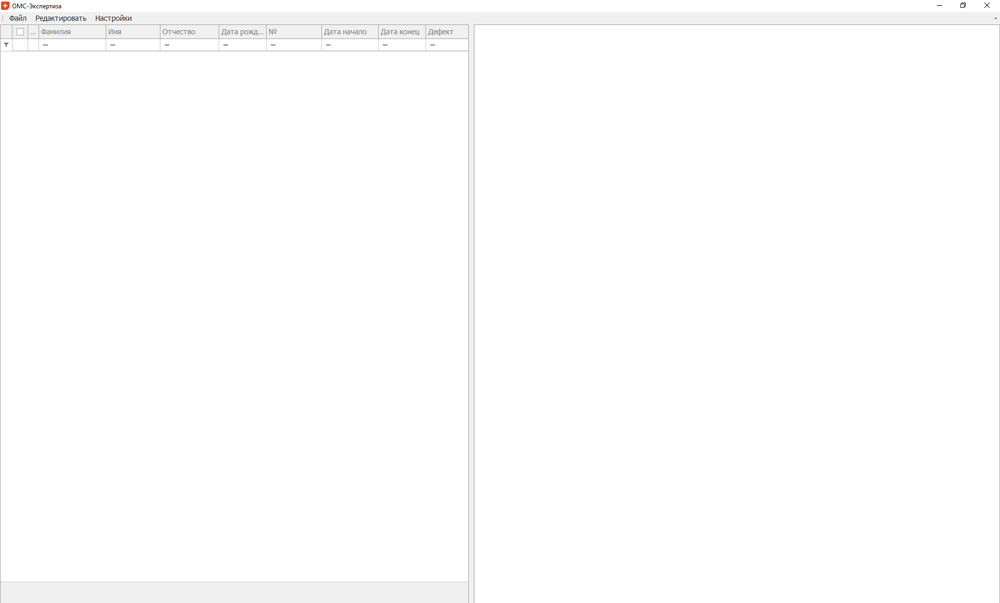 ОМС-Экспертиза
Файл Редактировать Настройки
... Фамилия Имя Отчество Дата рожд... № Дата начало Дата конец Дефект
= = = = = = = =